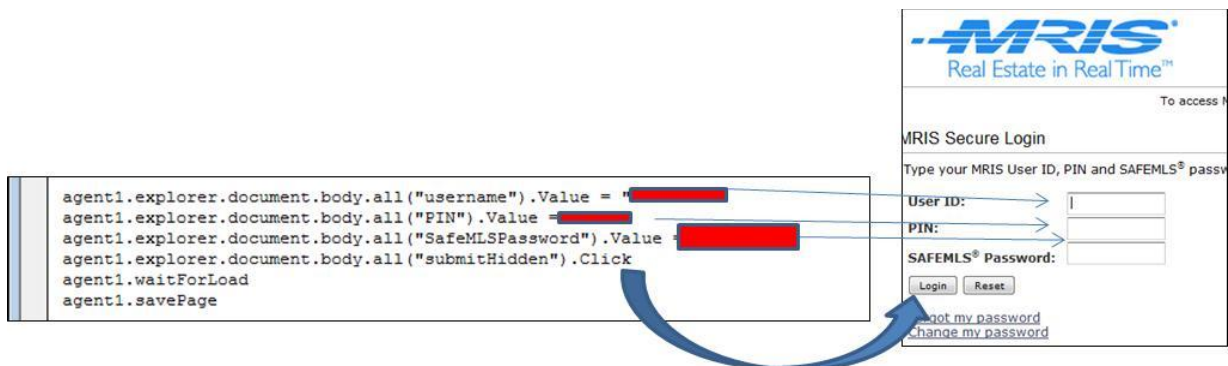 agent1.explorer.document.body.all("username").Value = "
agent1.explorer.document.body.all("PIN").Value =
agent1.explorer.document.body.all("SafeMLSPassword").Value =
agent1.explorer.document.body.all("submitHidden").Click
agent1.waitForLoad
agent1.savePage
MRIS
Real Estate in Real Time™
To access
MRIS Secure Login
Type your MRIS User ID, PIN and SAFEMLS® passw
User ID:
PIN:
SAFEMLS® Password:
Login Reset
my password
Change my password